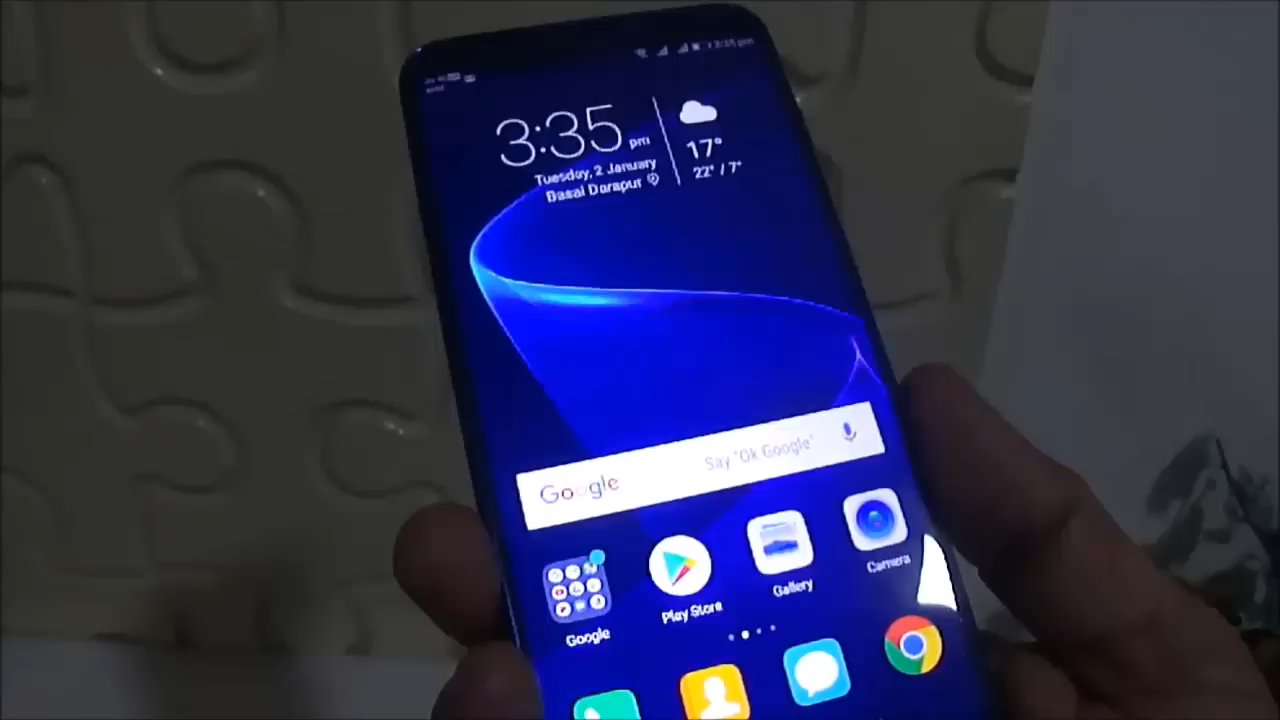 3:35 pm
Tuesday, 2 January
Basai Darapur
17°
22° / 7°
Google Say "Ok Google"
Google
Play Store
Gallery
Camera